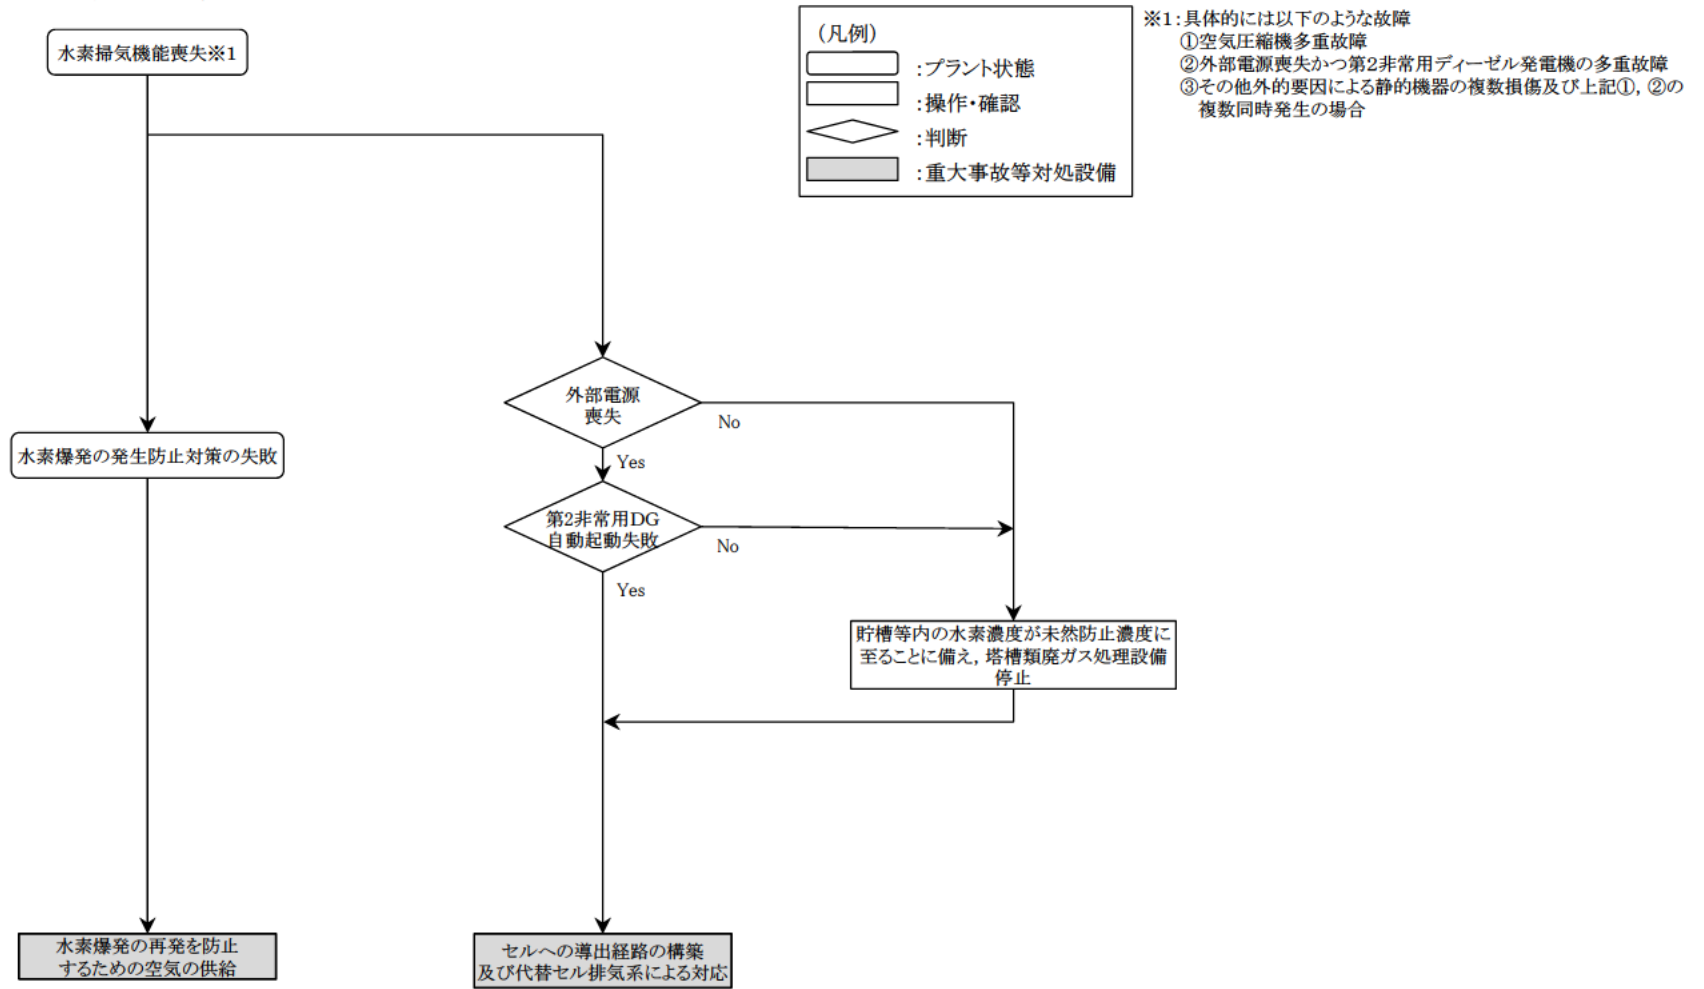 水素掃気機能喪失※1
(凡例)
:プラント状態
:操作・確認
:判断
:重大事故等対処設備
※1:具体的には以下のような故障
①空気圧縮機多重故障
②外部電源喪失かつ第2非常用ディーゼル発電機の多重故障
③その他外的要因による静的機器の複数損傷及び上記①, ②の
複数同時発生の場合
外部電源
喪失
No
Yes
水素爆発の発生防止対策の失敗
第2非常用DG
自動起動失敗
No
Yes
貯槽等内の水素濃度が未然防止濃度に
至ることに備え, 塔槽類廃ガス処理設備
停止
水素爆発の再発を防止
するための空気の供給
セルへの導出経路の構築
及び代替セル排気系による対応